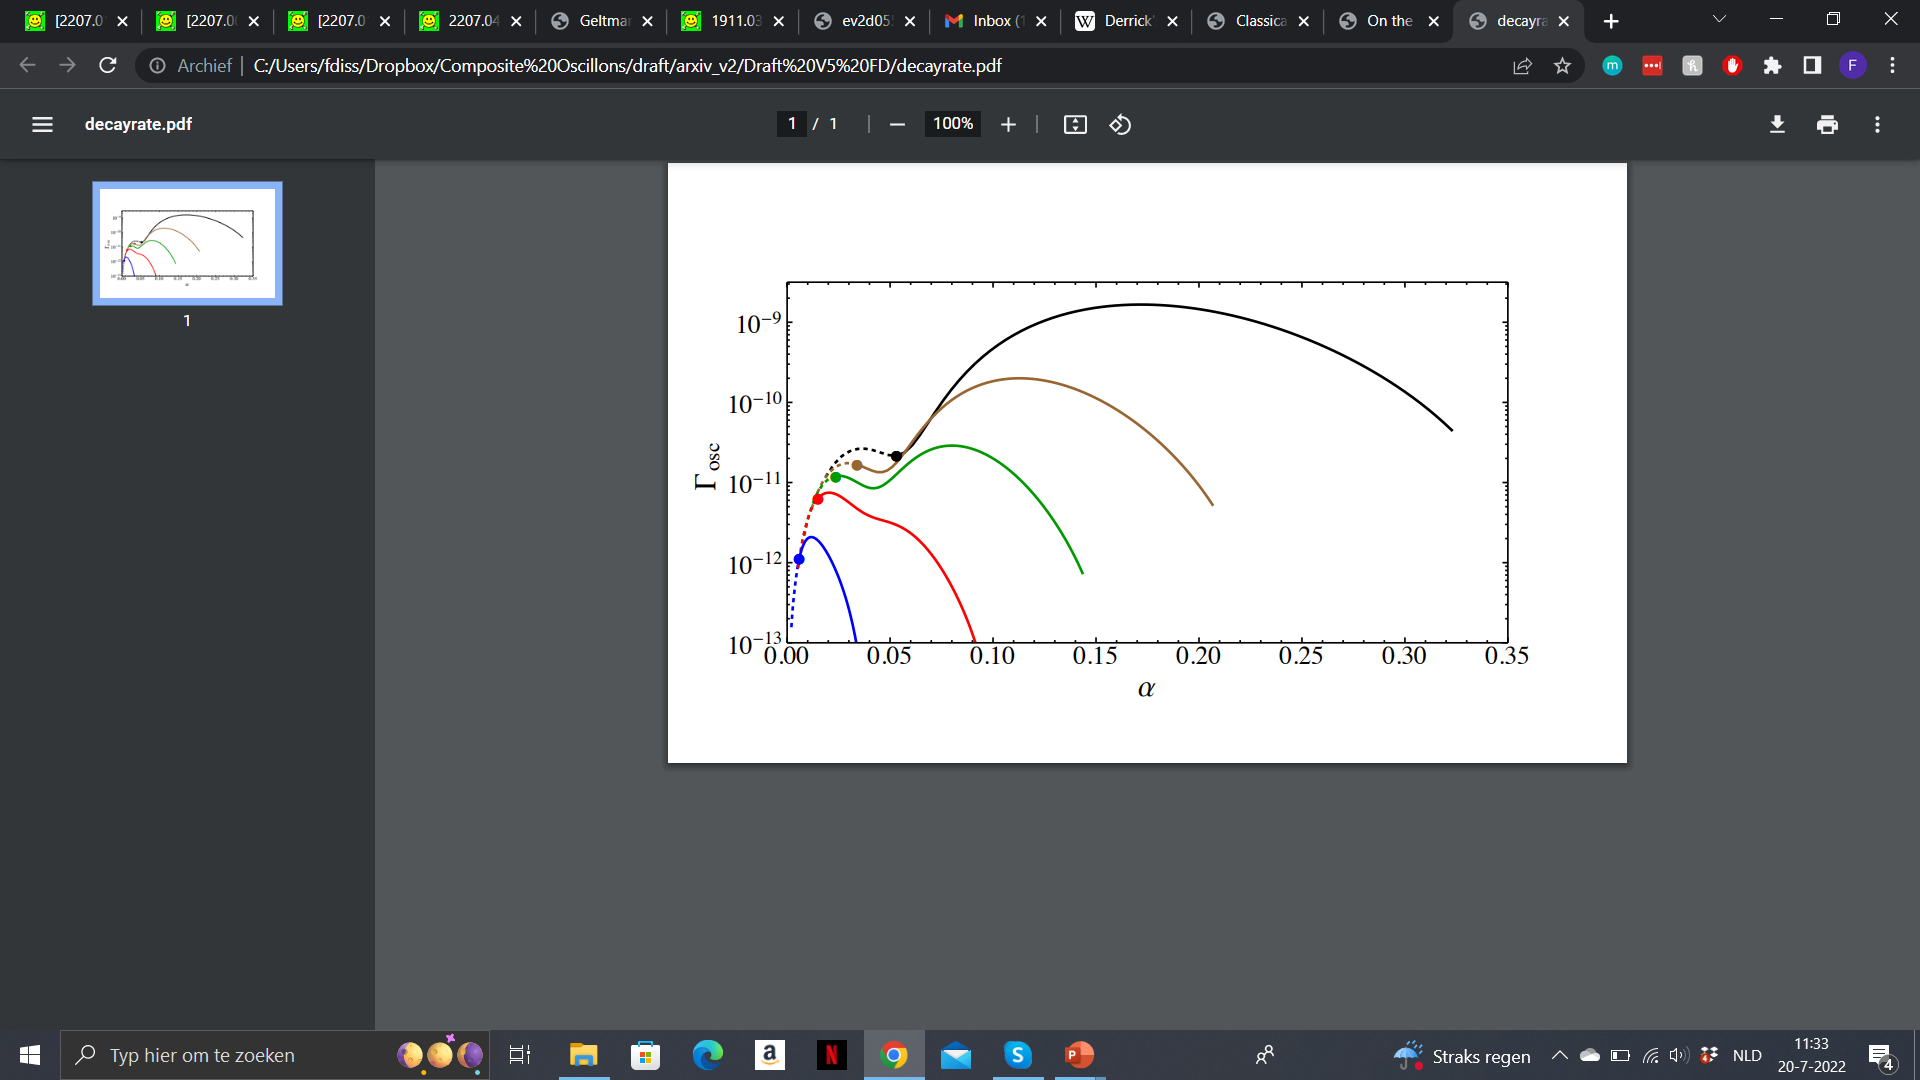 [2207.0
[2207.0
[2207.0
2207.04
Geltma
1911.03
ev2d05
Inbox (1
Derrick'
Classica
On the
decayra
Archief
C:/Users/fdiss/Dropbox/Composite%20Oscillons/draft/arxiv_v2/Draft%20V5%20FD/decayrate.pdf
m
F
decayrate.pdf
1 / 1
100%
1
10⁻⁹
10⁻¹⁰
10⁻¹¹
10⁻¹²
10⁻¹³
Γ osc
0.00 0.05 0.10 0.15 0.20 0.25 0.30 0.35
α
Typ hier om te zoeken
Straks regen
NLD
11:33
20-7-2022
4